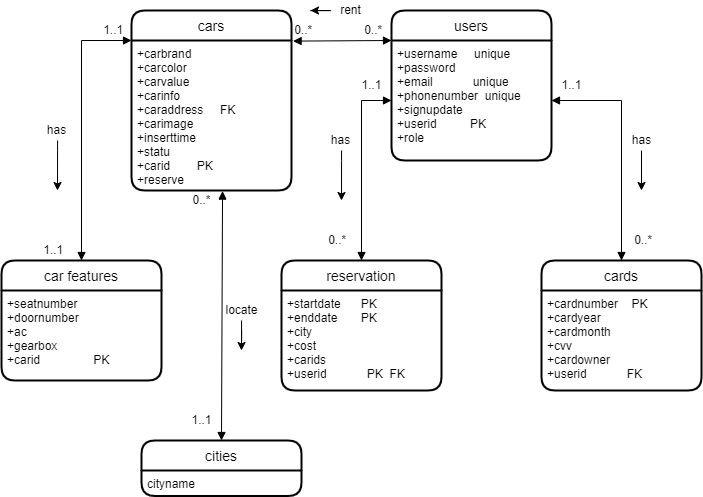 rent
cars
users
1..1
0..*
0..*
+carbrand
+carcolor
+carvalue
+carinfo
+caraddress FK
+carimage
+inserttime
+statu
+carid PK
+reserve
+username unique
+password
+email unique
+phonenumber unique
+signupdate
+userid PK
+role
1..1
1..1
has
has
has
0..*
1..1
0..*
0..*
car features
+seatnumber
+doornumber
+ac
+gearbox
+carid PK
locate
reservation
+startdate PK
+enddate PK
+city
+cost
+carids
+userid PK FK
cards
+cardnumber PK
+cardyear
+cardmonth
+cvv
+cardowner
+userid FK
1..1
cities
cityname